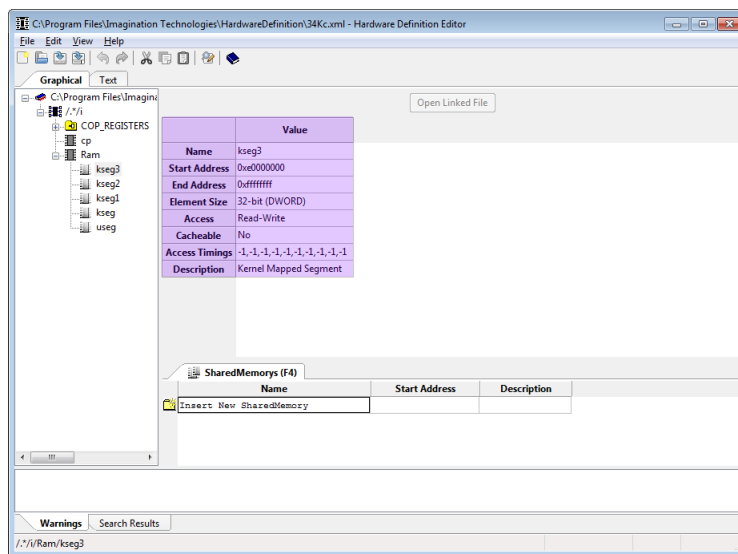 C:\Program Files\Imagination Technologies\HardwareDefinition\34Kc.xml - Hardware Definition Editor
File Edit View Help
Graphical Text
C:\Program Files\Imagina
/.*/i
COP_REGISTERS
cp
Ram
kseg3
kseg2
kseg1
kseg
useg
Open Linked File
Value
Name kseg3
Start Address 0xe0000000
End Address 0xffffffff
Element Size 32-bit (DWORD)
Access Read-Write
Cacheable No
Access Timings -1,-1,-1,-1,-1,-1,-1,-1,-1,-1
Description Kernel Mapped Segment
SharedMemorys (F4)
Name Start Address Description
Insert New SharedMemory
Warnings Search Results
/.*/i/Ram/kseg3